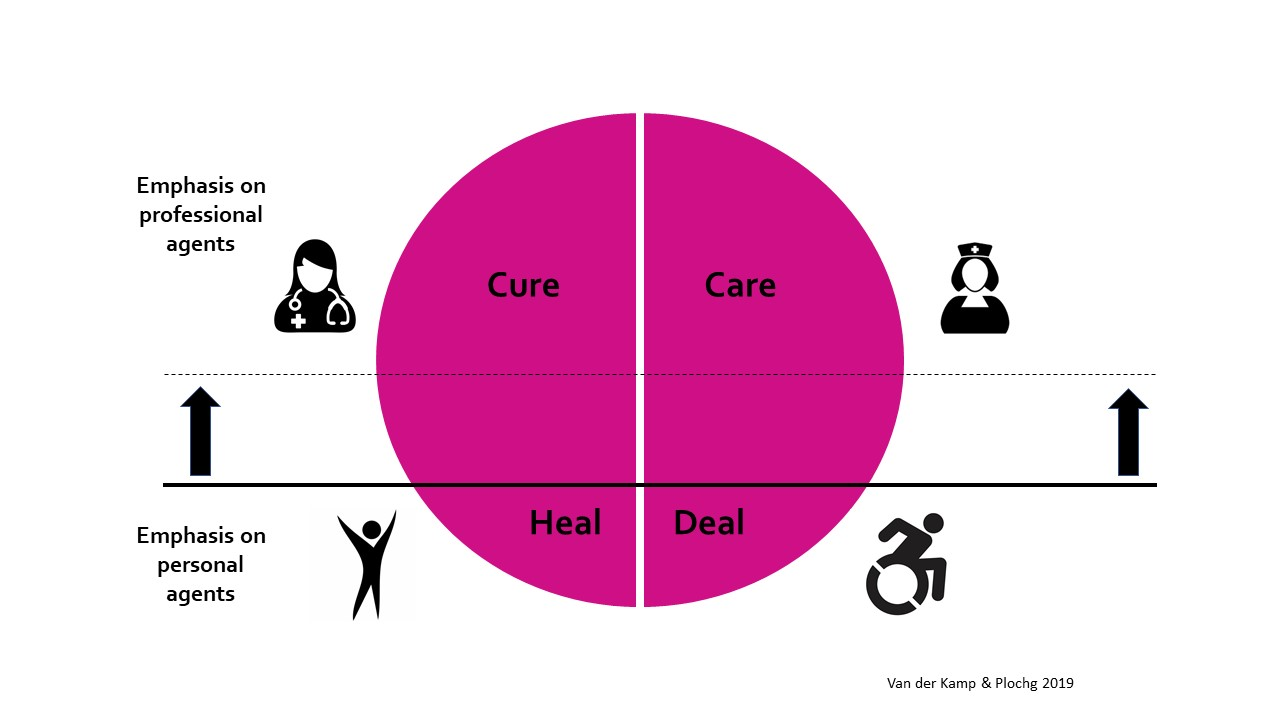 Emphasis on
professional
agents
Cure
Care
Heal
Deal
Emphasis on
personal
agents
Van der Kamp & Plochg 2019